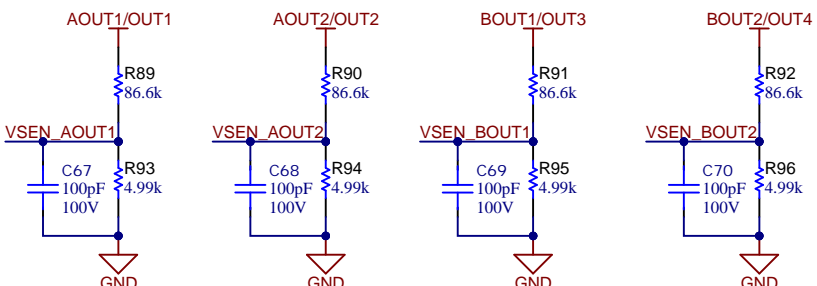 AOUT1/OUT1 AOUT2/OUT2 BOUT1/OUT3 BOUT2/OUT4
R89 R90 R91 R92
86.6k 86.6k 86.6k 86.6k
VSEN_AOUT1 VSEN_AOUT2 VSEN_BOUT1 VSEN_BOUT2
C67 R93 C68 R94 C69 R95 C70 R96
100pF 4.99k 100pF 4.99k 100pF 4.99k 100pF 4.99k
100V 100V 100V 100V
GND GND GND GND